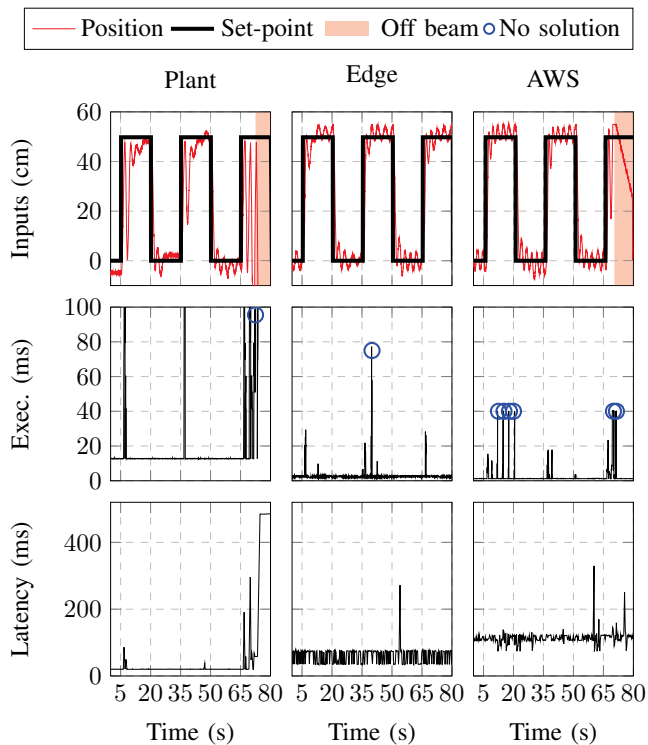 Position Set-point Off beam No solution
Plant Edge AWS
60
40
20
0
Inputs (cm)
100
80
60
40
20
0
Exec. (ms)
400
200
0
Latency (ms)
5 20 35 50 65 80 5 20 35 50 65 80 5 20 35 50 65 80
Time (s) Time (s) Time (s)